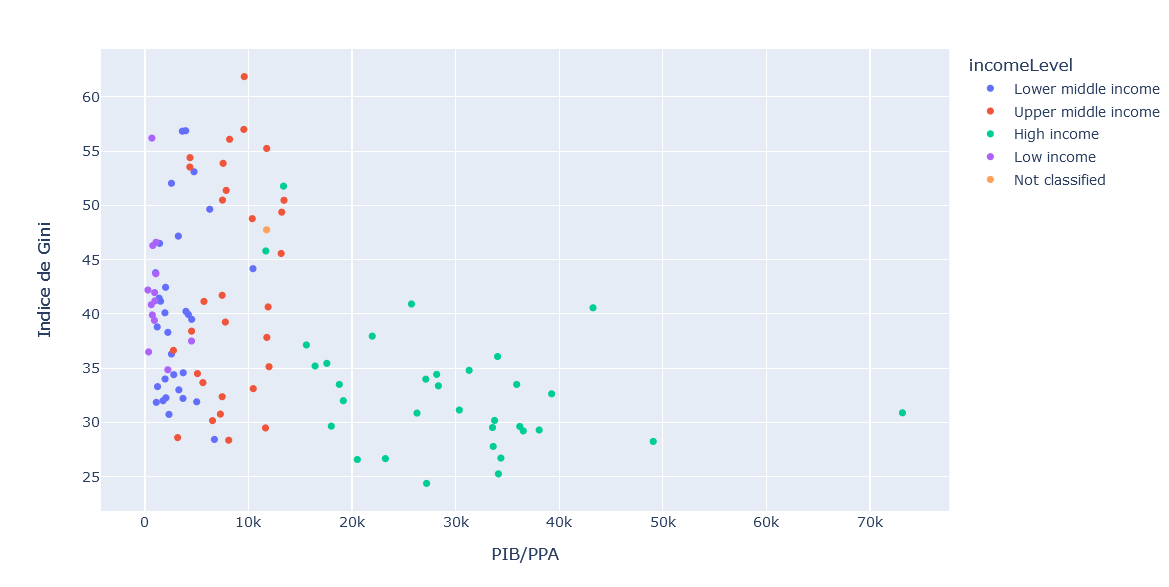 60
55
50
45
40
35
30
25
Indice de Gini
0
10k
20k
30k
40k
50k
60k
70k
PIB/PPA
incomeLevel
Lower middle income
Upper middle income
High income
Low income
Not classified